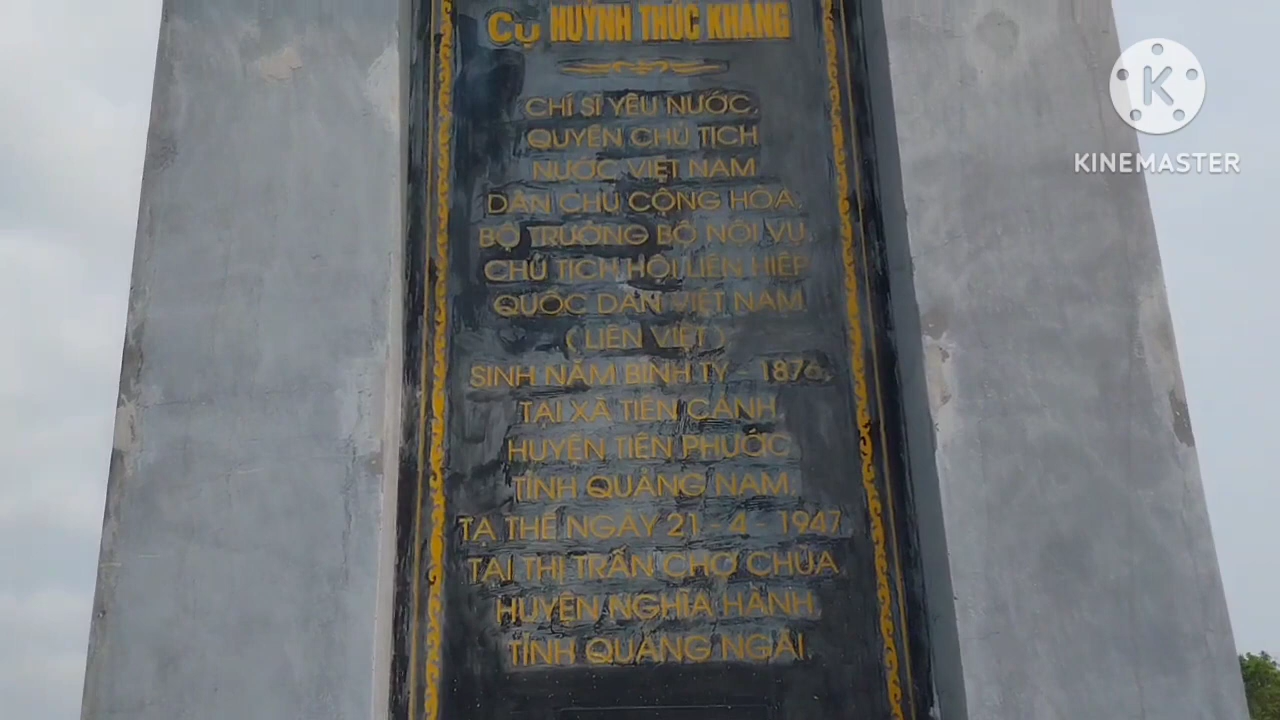 Cụ HUỲNH THÚC KHÁNG
CHÍ SĨ YÊU NƯỚC,
QUYỀN CHỦ TỊCH
NƯỚC VIỆT NAM
DÂN CHỦ CỘNG HÒA,
BỘ TRƯỞNG BỘ NỘI VỤ,
CHỦ TỊCH HỘI LIÊN HIỆP
QUỐC DÂN VIỆT NAM
( LIÊN VIỆT )
SINH NĂM BÍNH TÝ - 1876,
TẠI XÃ TIÊN CẢNH,
HUYỆN TIÊN PHƯỚC
TỈNH QUẢNG NAM.
TẠ THẾ NGÀY 21 - 4 - 1947
TẠI THỊ TRẤN CHỢ CHÙA,
HUYỆN NGHĨA HÀNH,
TỈNH QUẢNG NGÃI.
K
KINEMASTER